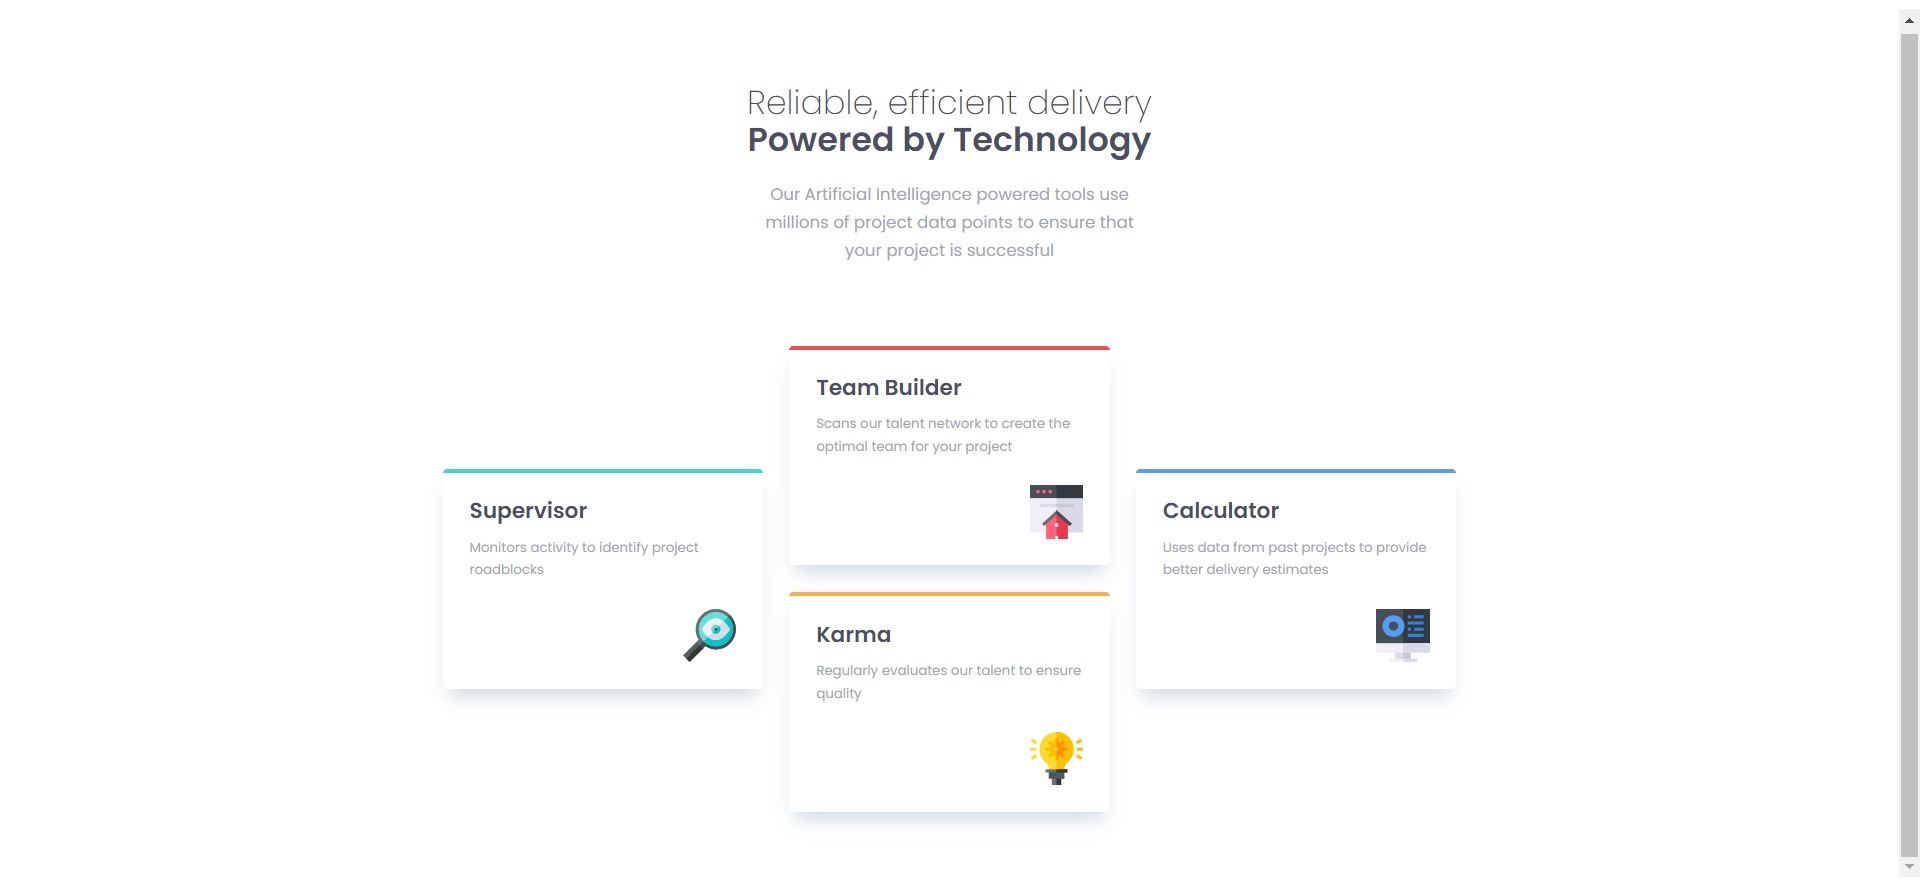 Reliable, efficient delivery
Powered by Technology
Our Artificial Intelligence powered tools use
millions of project data points to ensure that
your project is successful
Team Builder
Scans our talent network to create the
optimal team for your project
Supervisor
Monitors activity to identify project
roadblocks
Calculator
Uses data from past projects to provide
better delivery estimates
Karma
Regularly evaluates our talent to ensure
quality